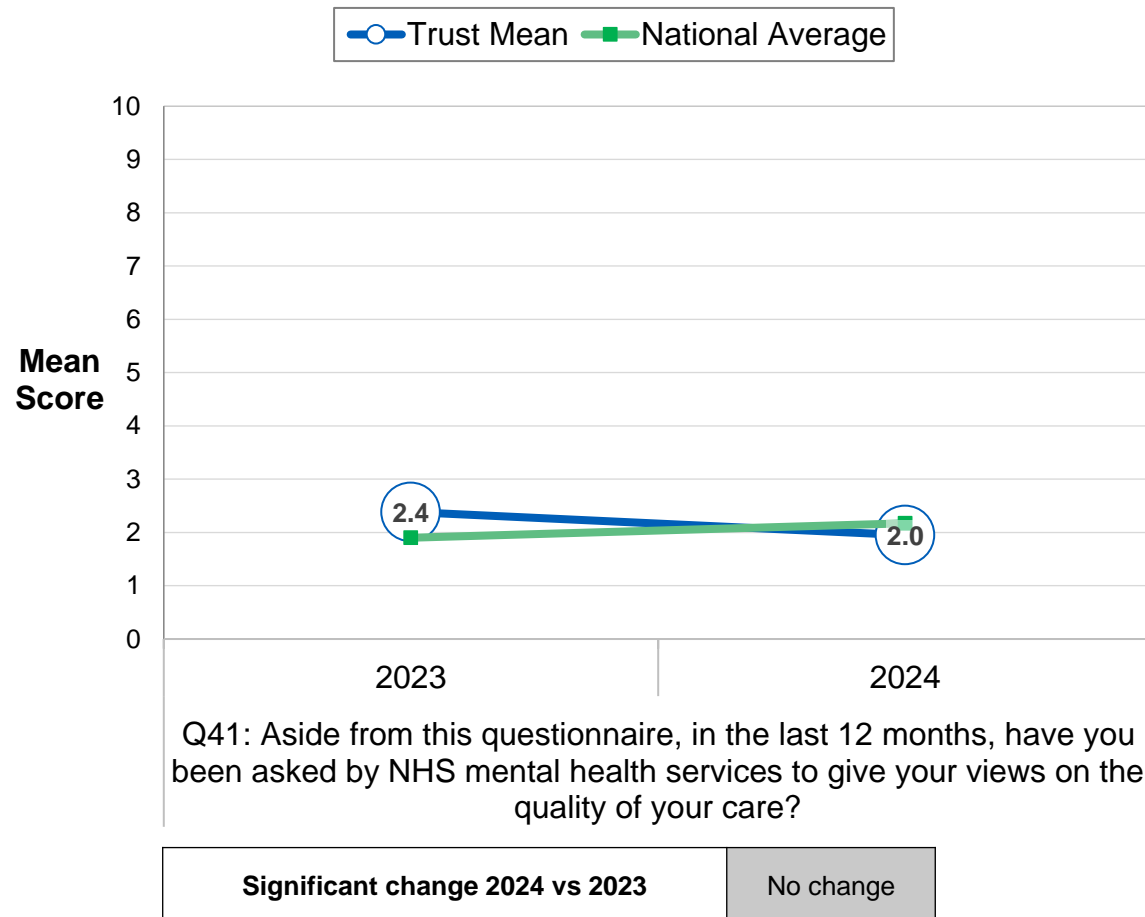 Trust Mean National Average
10
9
8
7
6
Mean
Score
5
4
3
2
1
0
2.4
2.0
2023 2024
Q41: Aside from this questionnaire, in the last 12 months, have you
been asked by NHS mental health services to give your views on the
quality of your care?
Significant change 2024 vs 2023 No change